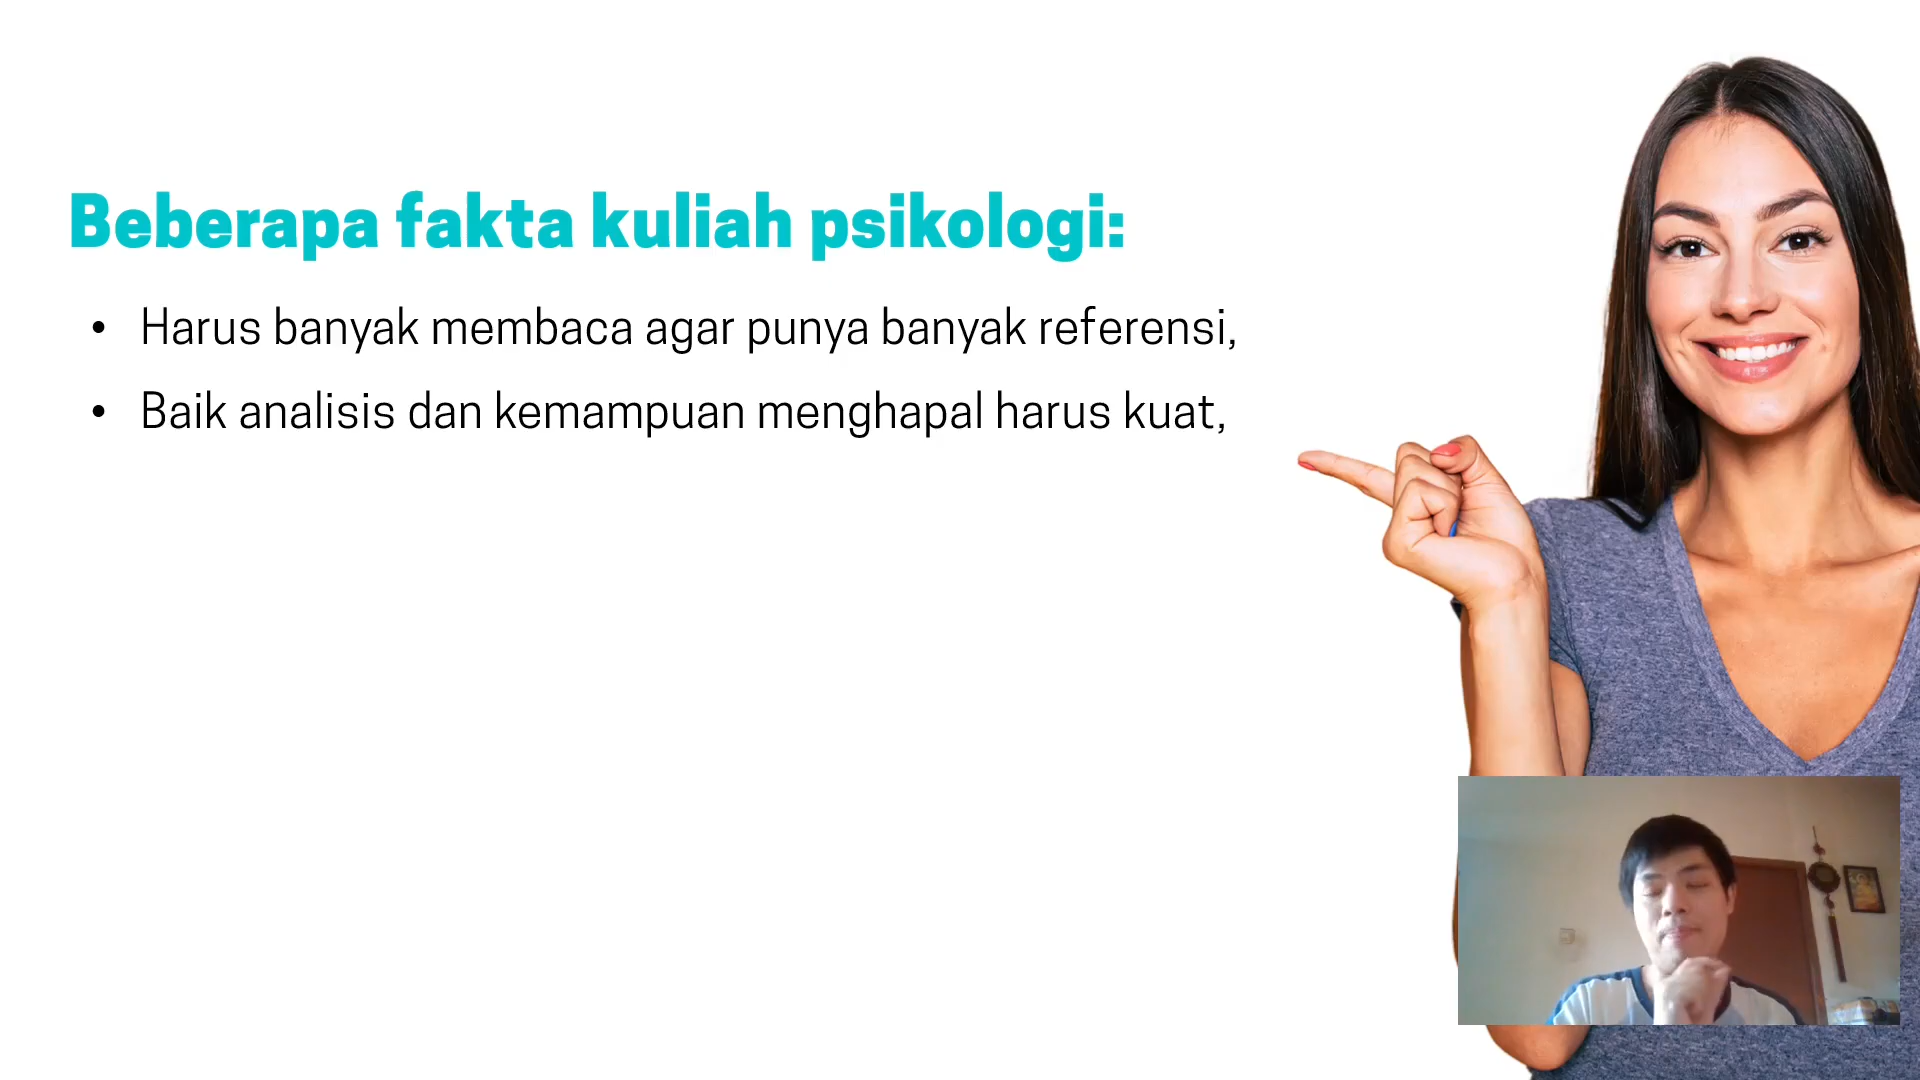 Beberapa fakta kuliah psikologi:
• Harus banyak membaca agar punya banyak referensi,
• Baik analisis dan kemampuan menghapal harus kuat,